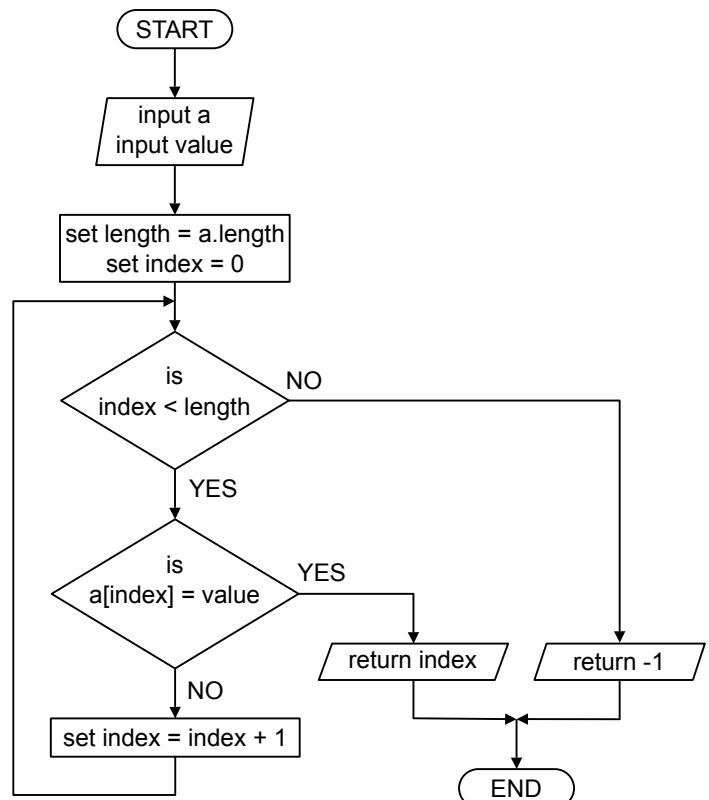 START
input a
input value
set length = a.length
set index = 0
is
index < length
NO
YES
is
a[index] = value
YES
return index
return -1
NO
set index = index + 1
END